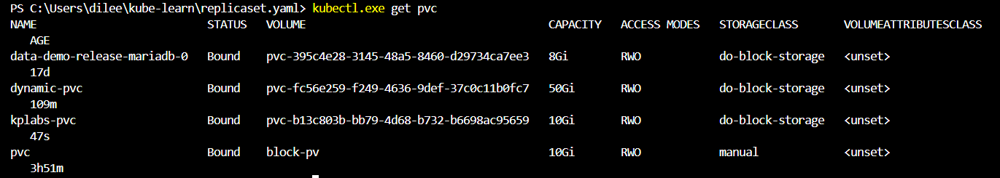 PS C:\Users\dilee\kube-learn\replicaset.yaml> kubectl.exe get pvc
NAME STATUS VOLUME CAPACITY ACCESS MODES STORAGECLASS VOLUMEATTRIBUTESCLASS
AGE
data-demo-release-mariadb-0 Bound pvc-395c4e28-3145-48a5-8460-d29734ca7ee3 8Gi RWO do-block-storage <unset>
17d
dynamic-pvc Bound pvc-fc56e259-f249-4636-9def-37c0c11b0fc7 50Gi RWO do-block-storage <unset>
109m
kplabs-pvc Bound pvc-b13c803b-bb79-4d68-b732-b6698ac95659 10Gi RWO do-block-storage <unset>
47s
pvc Bound block-pv 10Gi RWO manual <unset>
3h51m